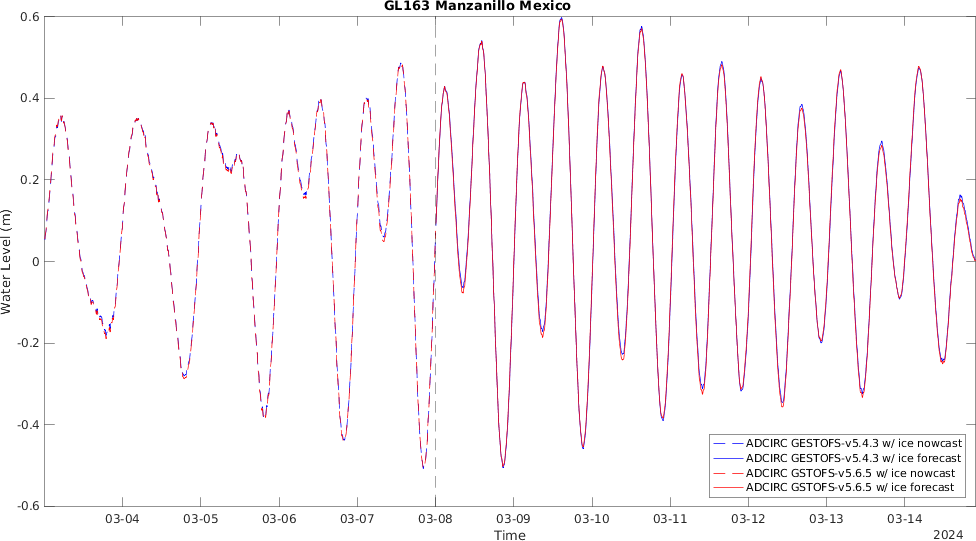 GL163 Manzanillo Mexico
0.6
0.4
0.2
0
-0.2
-0.4
-0.6
Water Level (m)
03-04
03-05
03-06
03-07
03-08
03-09
03-10
03-11
03-12
03-13
03-14
Time
2024
ADCIRC GESTOFS-v5.4.3 w/ ice nowcast
ADCIRC GESTOFS-v5.4.3 w/ ice forecast
ADCIRC GSTOFS-v5.6.5 w/ ice nowcast
ADCIRC GSTOFS-v5.6.5 w/ ice forecast